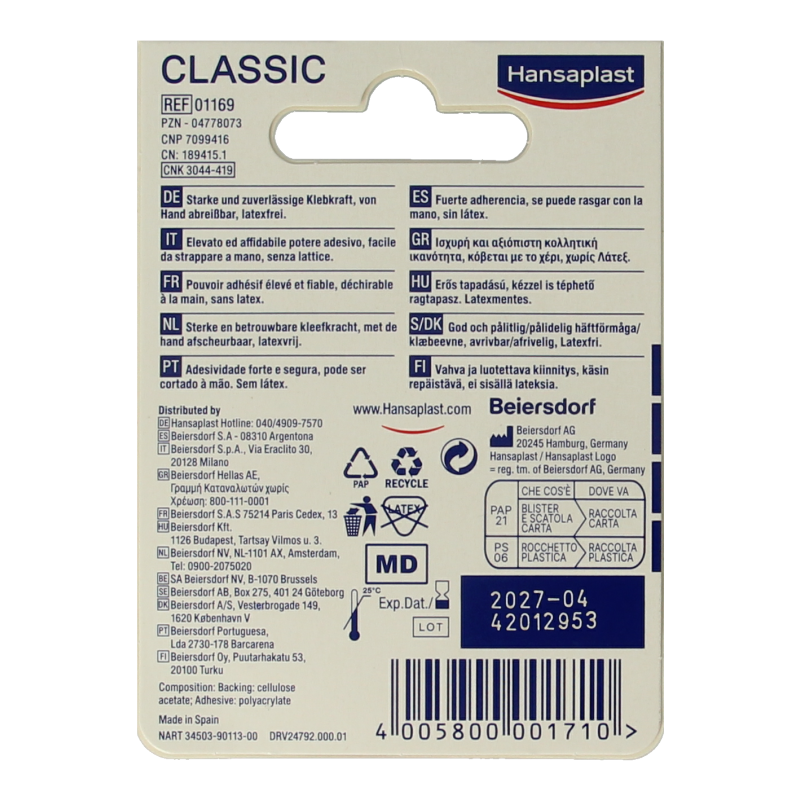 CLASSIC
Hansaplast
REF 01169
PZN - 04778073
CNP 7099416
CN: 189415.1
CNK 3044-419
DE Starke und zuverlässige Klebkraft, von
Hand abreißbar, latexfrei.
IT Elevato ed affidabile potere adesivo, facile
da strappare a mano, senza lattice.
FR Pouvoir adhésif élevé et fiable, déchirable
à la main, sans latex.
NL Sterke en betrouwbare kleefkracht, met de
hand afscheurbaar, latexvrij.
PT Adesividade forte e segura, pode ser
cortado à mão. Sem látex.
ES Fuerte adherencia, se puede rasgar con la
mano, sin látex.
GR Ισχυρή και αξιόπιστη κολλητική
ικανότητα, κόβεται με το χέρι, χωρίς Λάτεξ.
HU Erős tapadású, kézzel is téphető
ragtapasz. Latexmentes.
S/DK God och pålitlig/pålidelig häftförmåga/
klæbeevne, avrivbar/afrivelig, Latexfri.
FI Vahva ja luotettava kiinnitys, käsin
repäistävä, ei sisällä lateksia.
Distributed by
DE Hansaplast Hotline: 040/4909-7570
ES Beiersdorf S.A - 08310 Argentona
IT Beiersdorf S.p.A., Via Eraclito 30,
20128 Milano
GR Beiersdorf Hellas AE,
Γραμμή Καταναλωτών χωρίς
Χρέωση: 800-111-0001
FR Beiersdorf S.A.S 75214 Paris Cedex, 13
HU Beiersdorf Kft.
1126 Budapest, Tartsay Vilmos u. 3.
NL Beiersdorf NV, NL-1101 AX, Amsterdam,
Tel: 0900-2075020
BE SA Beiersdorf NV, B-1070 Brussels
SE Beiersdorf AB, Box 275, 401 24 Göteborg
DK Beiersdorf A/S, Vesterbrogade 149,
1620 København V
PT Beiersdorf Portuguesa,
Lda 2730-178 Barcarena
FI Beiersdorf Oy, Puutarhakatu 53,
20100 Turku
Composition: Backing: cellulose
acetate; Adhesive: polyacrylate
Made in Spain
NART 34503-90113-00 DRV24792.000.01
www.Hansaplast.com
PAP
RECYCLE
LATEX
MD
25°C
Exp.Dat./
LOT
Beiersdorf
Beiersdorf AG
20245 Hamburg, Germany
Hansaplast / Hansaplast Logo
= reg. tm. of Beiersdorf AG, Germany
CHE COS'È DOVE VA
PAP 21 BLISTER E SCATOLA CARTA RACCOLTA CARTA
PS 06 ROCCHETTO PLASTICA RACCOLTA PLASTICA
2027-04
42012953
4 005800 001710 >